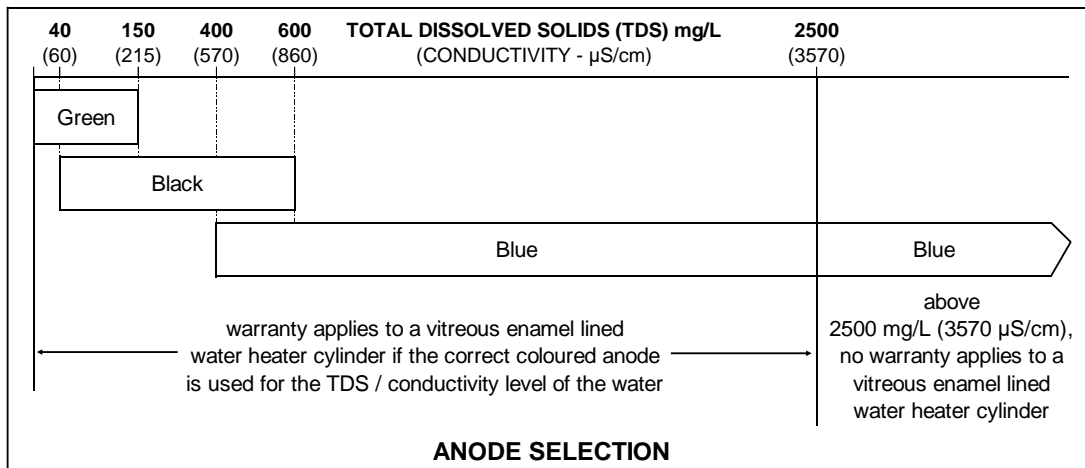 40 150 400 600 TOTAL DISSOLVED SOLIDS (TDS) mg/L 2500
(60) (215) (570) (860) (CONDUCTIVITY - µS/cm) (3570)
Green
Black
Blue Blue
warranty applies to a vitreous enamel lined
water heater cylinder if the correct coloured anode
is used for the TDS / conductivity level of the water
above
2500 mg/L (3570 µS/cm),
no warranty applies to a
vitreous enamel lined
water heater cylinder
ANODE SELECTION